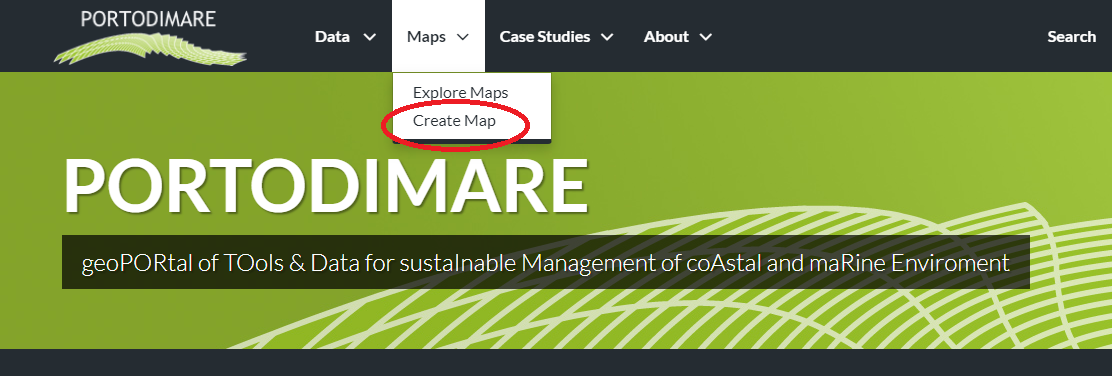 PORTODIMARE
Data Maps Case Studies About Search
Explore Maps
Create Map
PORTODIMARE
geoPORtal of TOols & Data for sustaInable Management of coAstal and maRine Enviroment